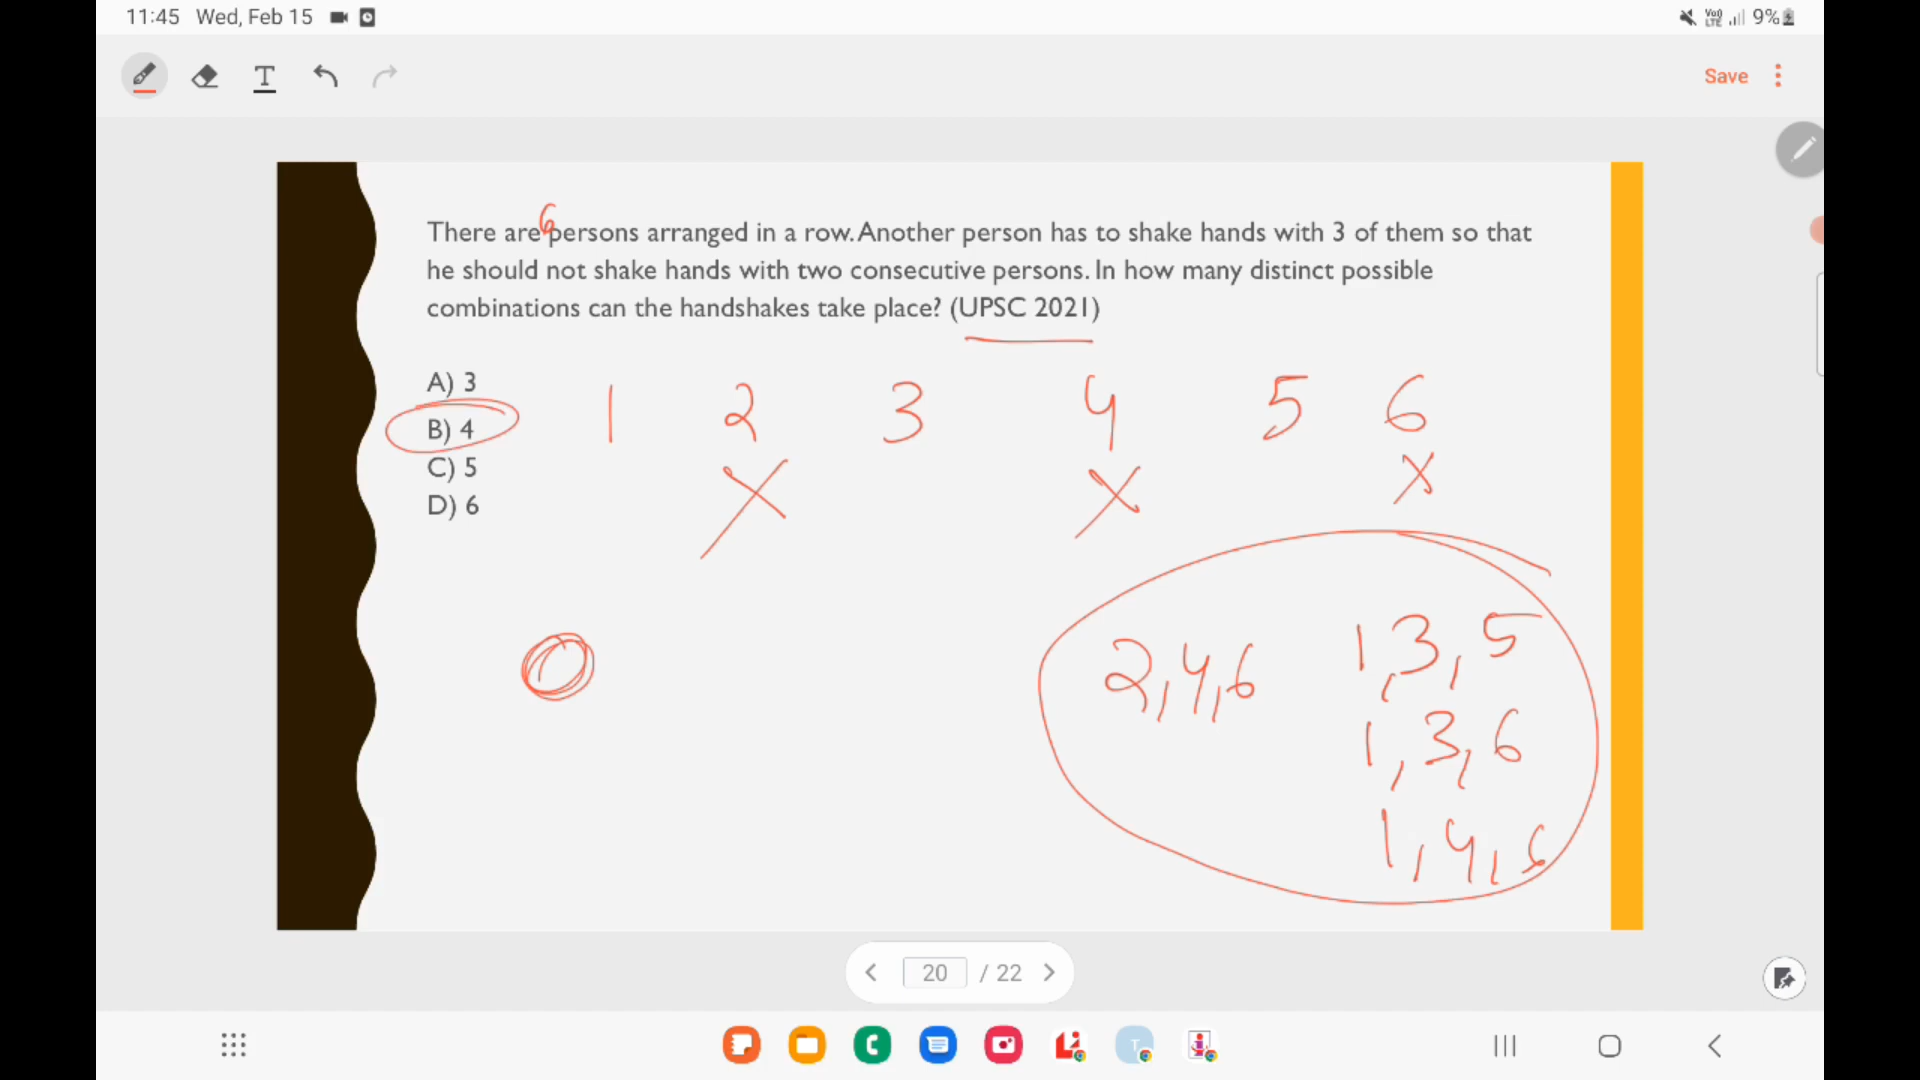 11:45 Wed, Feb 15
Vo)) LTE 9%
T
Save
6
There are persons arranged in a row. Another person has to shake hands with 3 of them so that
he should not shake hands with two consecutive persons. In how many distinct possible
combinations can the handshakes take place? (UPSC 2021)
A) 3
B) 4
C) 5
D) 6
1 2 3 4 5 6
X X X
2,4,6
1,3,5
1,3,6
1,4,6
20 / 22
T